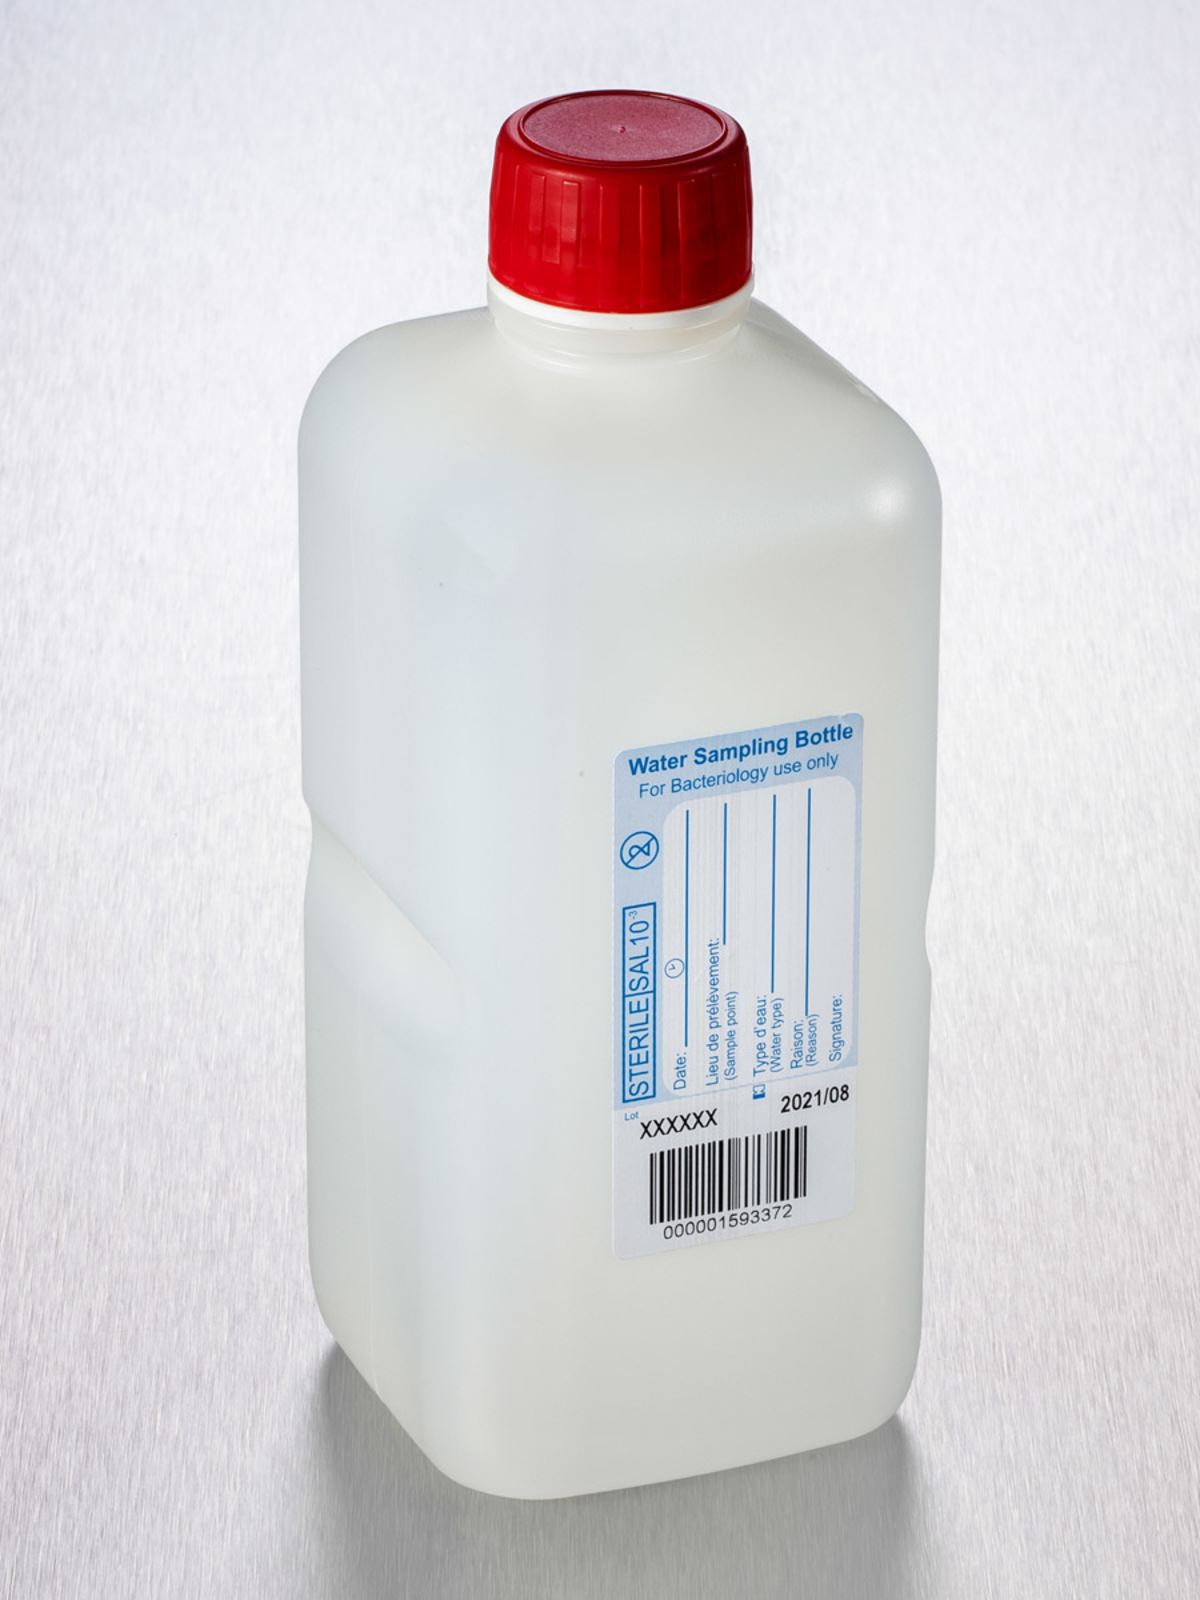 Water Sampling Bottle
For Bacteriology use only
2
STERILE SAL10⁻³
Date:
Lieu de prélèvement:
(Sample point)
Type d'eau:
(Water type)
Raison:
(Reason)
Signature:
Lot
XXXXXX
2021/08
000001593372